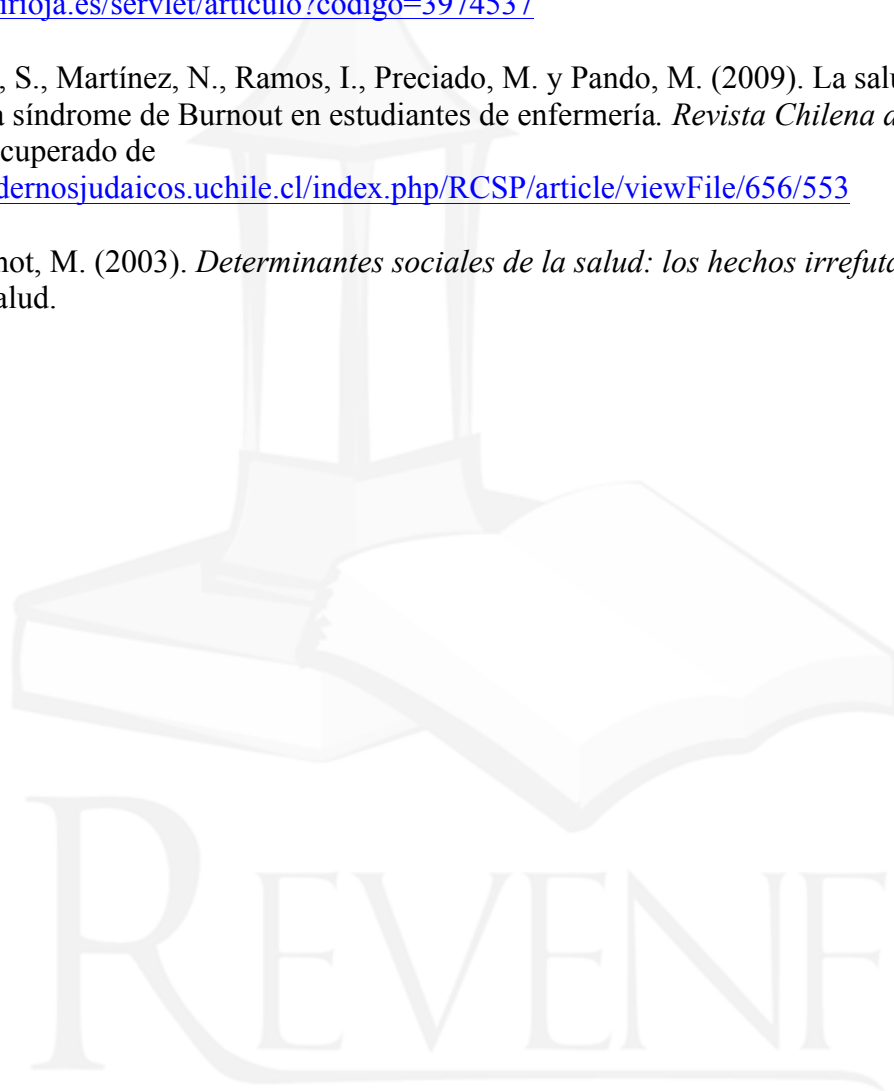 irioja.es/servlet/articulo?codigo=3974537
, S., Martínez, N., Ramos, I., Preciado, M. y Pando, M. (2009). La salu
síndrome de Burnout en estudiantes de enfermería. Revista Chilena
cuperado de
dernosjudaicos.uchile.cl/index.php/RCSP/article/viewFile/656/553
not, M. (2003). Determinantes sociales de la salud: los hechos irrefuta
alud.
REVENF